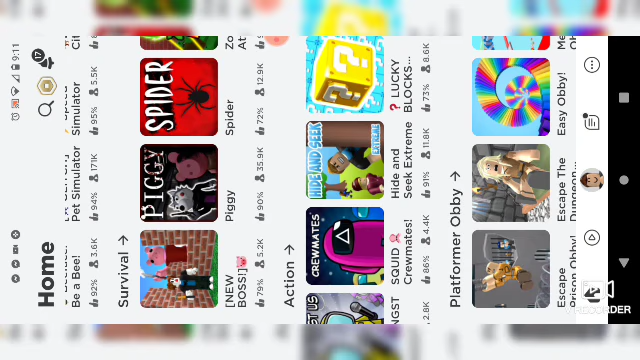 9:11
17
Home
Be a Bee!
92% 3.6K
Pet Simulator
94% 171K
Simulator
95% 5.5K
Survival →
[NEW
BOSS!]
79% 5.2K
PIGGY
Piggy
90% 35.9K
SPIDER
Spider
72% 12.9K
Action →
CREWMATES
SQUID
Crewmates!
86% 4.4K
HIDE AND SEEK
EXTREME
Hide and
Seek Extreme
91% 11.8K
? LUCKY
BLOCKS...
73% 8.6K
Platformer Obby →
Escape
Prison Obby!
Escape The
Dungeon...
Easy Obby!